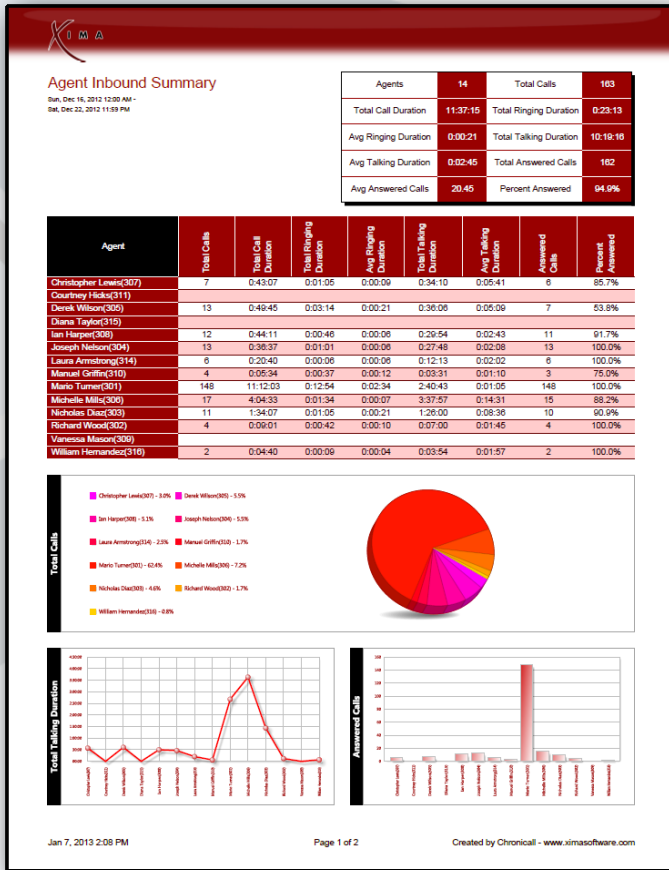 XIMA
Agent Inbound Summary
Sun, Dec 16, 2012 12:00 AM -
Sat, Dec 22, 2012 11:59 PM
Agents 14 Total Calls 163
Total Call Duration 11:37:15 Total Ringing Duration 0:23:13
Avg Ringing Duration 0:00:21 Total Talking Duration 10:19:16
Avg Talking Duration 0:02:45 Total Answered Calls 162
Avg Answered Calls 20.45 Percent Answered 94.9%
Agent Total Calls Total Call Duration Total Ringing Duration Avg Ringing Duration Total Talking Duration Avg Talking Duration Answered Calls Percent Answered
Christopher Lewis(307) 7 0:43:07 0:01:05 0:00:09 0:34:10 0:05:41 6 85.7%
Courtney Hicks(311)
Derek Wilson(305) 13 0:49:45 0:03:14 0:00:21 0:36:06 0:05:09 7 53.8%
Diana Taylor(315)
Ian Harper(308) 12 0:44:11 0:00:46 0:00:06 0:29:54 0:02:43 11 91.7%
Joseph Nelson(304) 13 0:36:37 0:01:01 0:00:06 0:27:48 0:02:08 13 100.0%
Laura Armstrong(314) 6 0:20:40 0:00:06 0:00:06 0:12:13 0:02:02 6 100.0%
Manuel Griffin(310) 4 0:05:34 0:00:37 0:00:12 0:03:31 0:01:10 3 75.0%
Mario Turner(301) 148 11:12:03 0:12:54 0:02:34 2:40:43 0:01:05 148 100.0%
Michelle Mills(306) 17 4:04:33 0:01:34 0:00:07 3:37:57 0:14:31 15 88.2%
Nicholas Diaz(303) 11 1:34:07 0:01:05 0:00:21 1:26:00 0:08:36 10 90.9%
Richard Wood(302) 4 0:09:01 0:00:42 0:00:10 0:07:00 0:01:45 4 100.0%
Vanessa Mason(309)
William Hernandez(316) 2 0:04:40 0:00:09 0:00:04 0:03:54 0:01:57 2 100.0%
Total Calls
Christopher Lewis(307) - 3.0% Derek Wilson(305) - 5.5%
Ian Harper(308) - 5.1% Joseph Nelson(304) - 5.5%
Laura Armstrong(314) - 2.5% Manuel Griffin(310) - 1.7%
Mario Turner(301) - 62.4% Michelle Mills(306) - 7.2%
Nicholas Diaz(303) - 4.6% Richard Wood(302) - 1.7%
William Hernandez(316) - 0.8%
Total Talking Duration
Answered Calls
160
140
120
100
80
60
40
20
0
Jan 7, 2013 2:08 PM Page 1 of 2 Created by Chronicall - www.ximasoftware.com